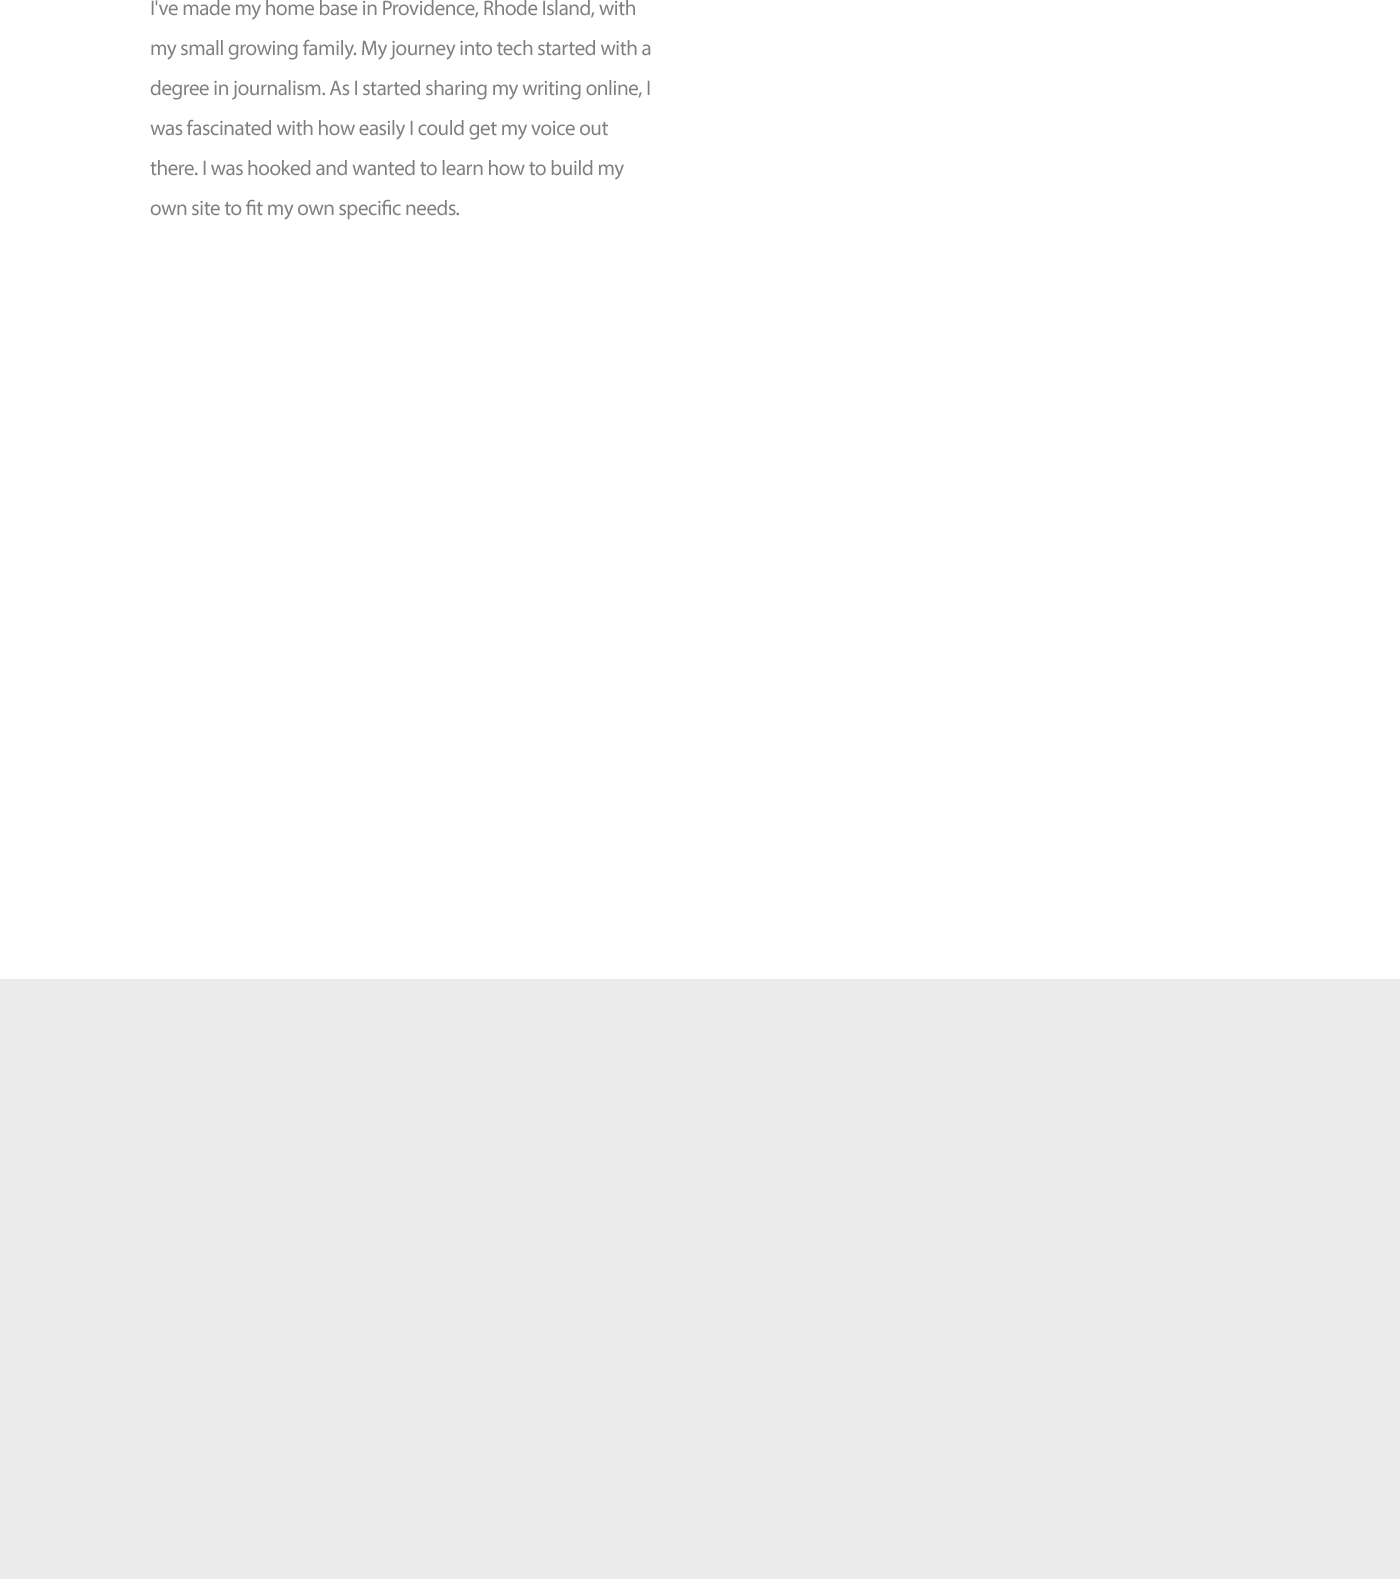 I've made my home base in Providence, Rhode Island, with
my small growing family. My journey into tech started with a
degree in journalism. As I started sharing my writing online, I
was fascinated with how easily I could get my voice out
there. I was hooked and wanted to learn how to build my
own site to fit my own specific needs.